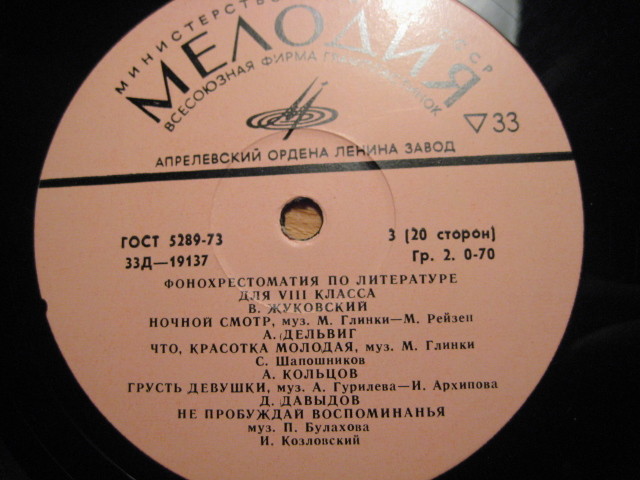 МИНИСТЕРСТВО СССР
МЕЛОДИЯ
ВСЕСОЮЗНАЯ ФИРМА
33
АПРЕЛЕВСКИЙ ОРДЕНА ЛЕНИНА ЗАВОД
ГОСТ 5289-73
3 (20 сторон)
33Д—19137
Гр. 2. 0-70
ФОНОХРЕСТОМАТИЯ ПО ЛИТЕРАТУРЕ
ДЛЯ VIII КЛАССА
В. ЖУКОВСКИЙ
НОЧНОЙ СМОТР, муз. М. Глинки—М. Рейзен
А. ДЕЛЬВИГ
ЧТО, КРАСОТКА МОЛОДАЯ, муз. М. Глинки
С. Шапошников
А. КОЛЬЦОВ
ГРУСТЬ ДЕВУШКИ, муз. А. Гурилева—И. Архипова
Д. ДАВЫДОВ
НЕ ПРОБУЖДАЙ ВОСПОМИНАНЬЯ
муз. П. Булахова
И. Козловский